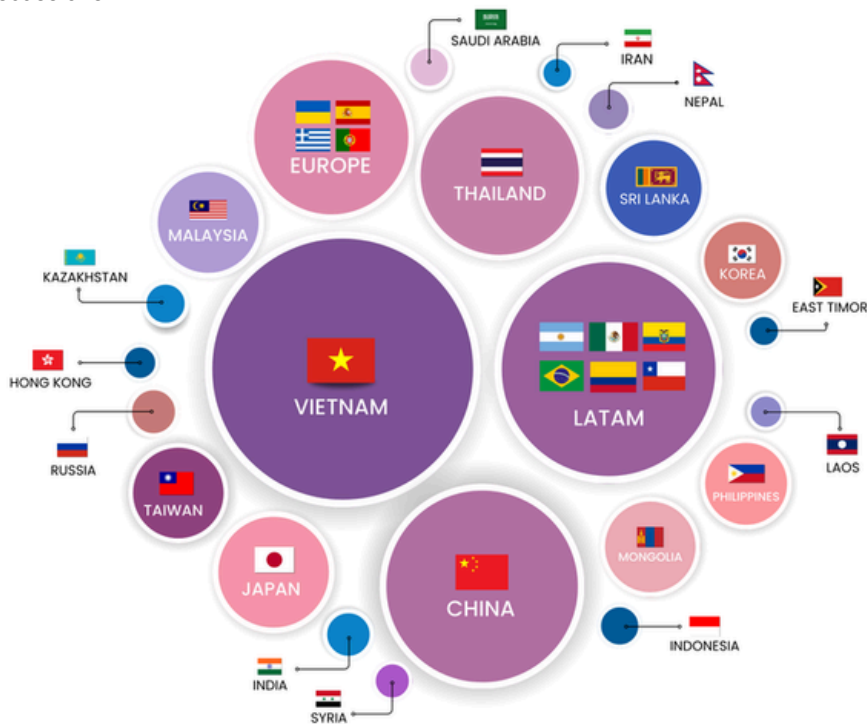 SAUDI ARABIA
IRAN
NEPAL
EUROPE
THAILAND
SRI LANKA
MALAYSIA
KOREA
KAZAKHSTAN
EAST TIMOR
HONG KONG
VIETNAM
LATAM
RUSSIA
LAOS
TAIWAN
PHILIPPINES
MONGOLIA
JAPAN
CHINA
INDONESIA
INDIA
SYRIA